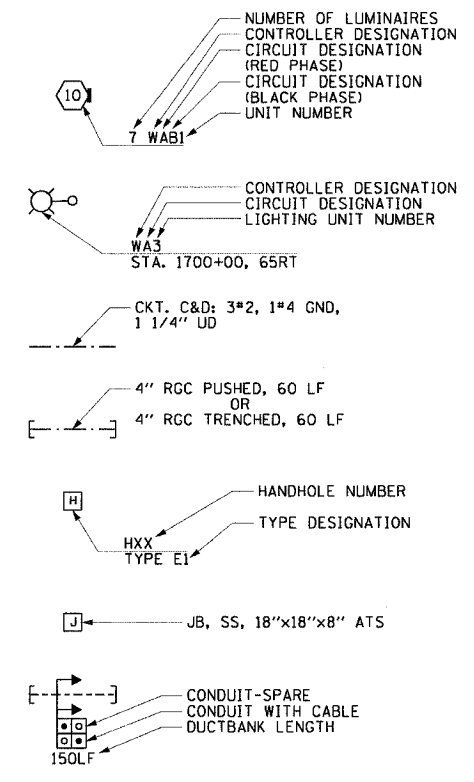 NUMBER OF LUMINAIRES
CONTROLLER DESIGNATION
CIRCUIT DESIGNATION
(RED PHASE)
CIRCUIT DESIGNATION
(BLACK PHASE)
UNIT NUMBER
10
7 WAB1
CONTROLLER DESIGNATION
CIRCUIT DESIGNATION
LIGHTING UNIT NUMBER
WA3
STA. 1700+00, 65RT
CKT. C&D: 3#2, 1#4 GND,
1 1/4" UD
4" RGC PUSHED, 60 LF
OR
4" RGC TRENCHED, 60 LF
H
HANDHOLE NUMBER
TYPE DESIGNATION
HXX
TYPE E1
J
JB, SS, 18"x18"x8" ATS
CONDUIT-SPARE
CONDUIT WITH CABLE
DUCTBANK LENGTH
150LF